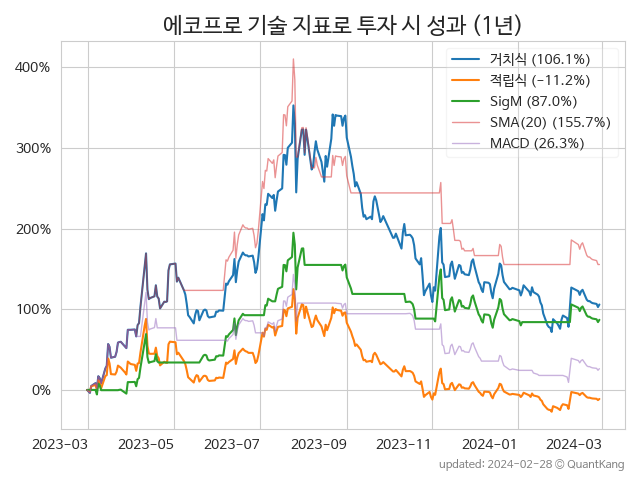 에코프로 기술 지표로 투자 시 성과 (1년)
거치식 (106.1%)
적립식 (−11.2%)
SigM (87.0%)
SMA(20) (155.7%)
MACD (26.3%)
400%
300%
200%
100%
0%
2023-03 2023-05 2023-07 2023-09 2023-11 2024-01 2024-03
updated: 2024-02-28 © QuantKang